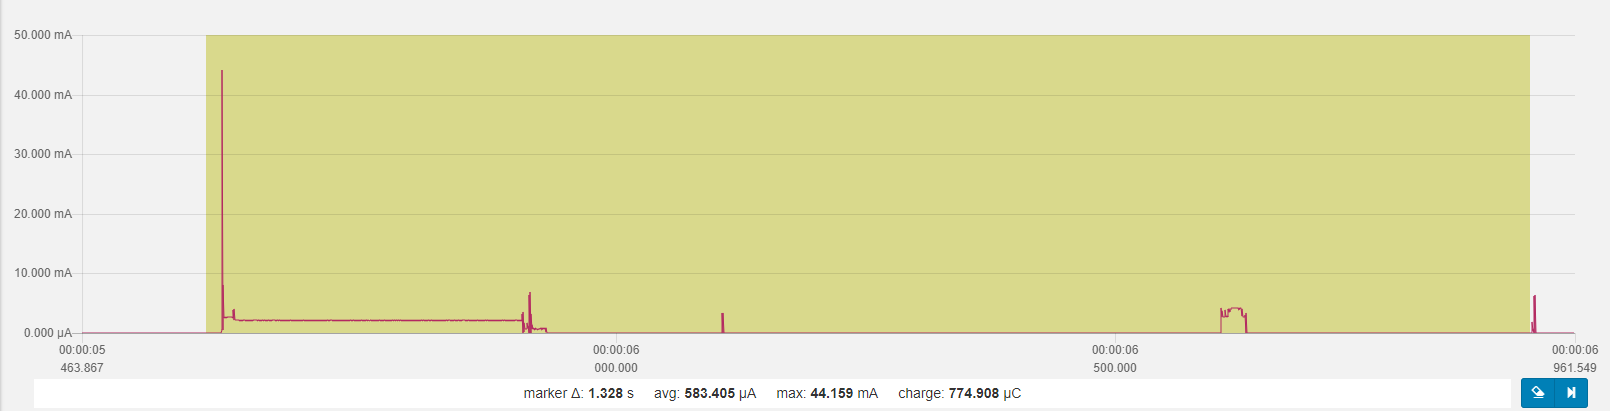 50.000 mA
40.000 mA
30.000 mA
20.000 mA
10.000 mA
0.000 µA
00:00:05 00:00:06 00:00:06 00:00:06
463.867 000.000 500.000 961.549
marker Δ: 1.328 s avg: 583.405 µA max: 44.159 mA charge: 774.908 µC